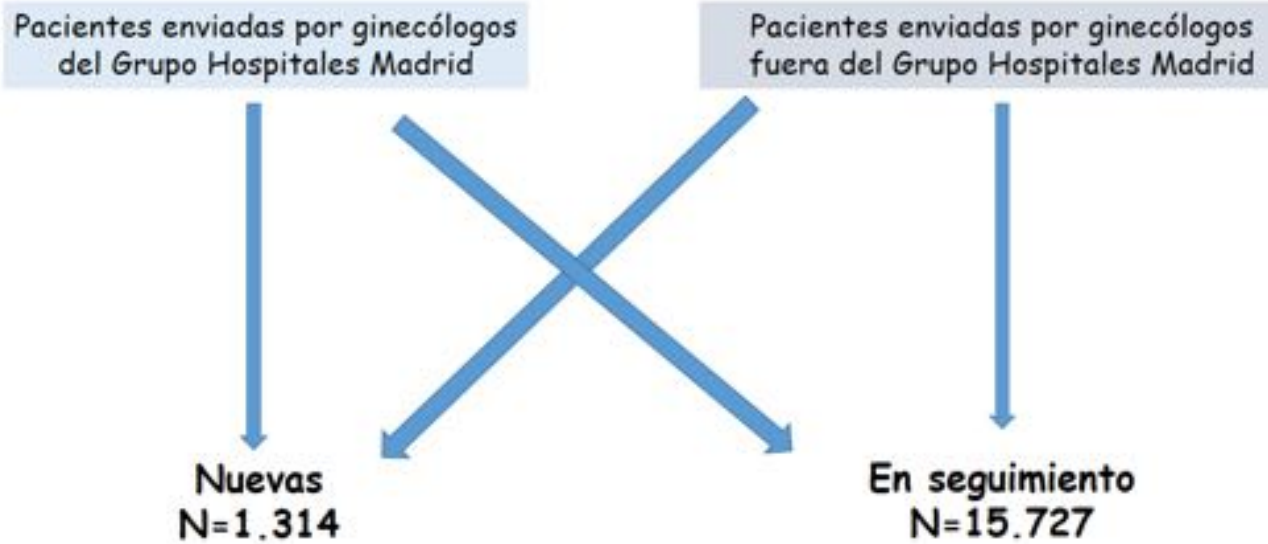 Pacientes enviadas por ginecólogos
del Grupo Hospitales Madrid
Pacientes enviadas por ginecólogos
fuera del Grupo Hospitales Madrid
Nuevas
N=1.314
En seguimiento
N=15.727